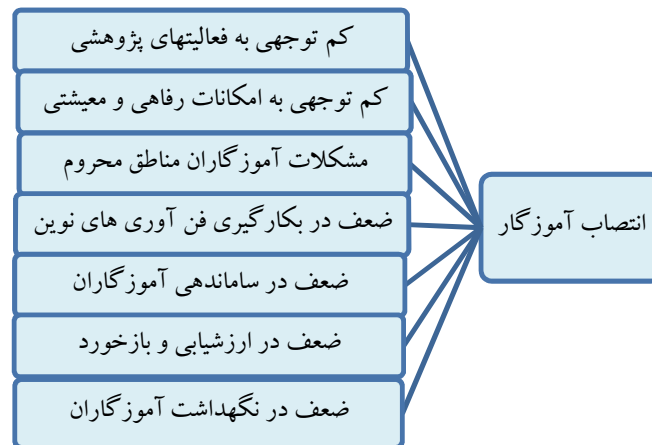 انتصاب آموزگار
کم توجهی به فعالیتهای پژوهشی
کم توجهی به امکانات رفاهی و معیشتی
مشکلات آموزگاران مناطق محروم
ضعف در بکارگیری فن آوری های نوین
ضعف در ساماندهی آموزگاران
ضعف در ارزشیابی و بازخورد
ضعف در نگهداشت آموزگاران